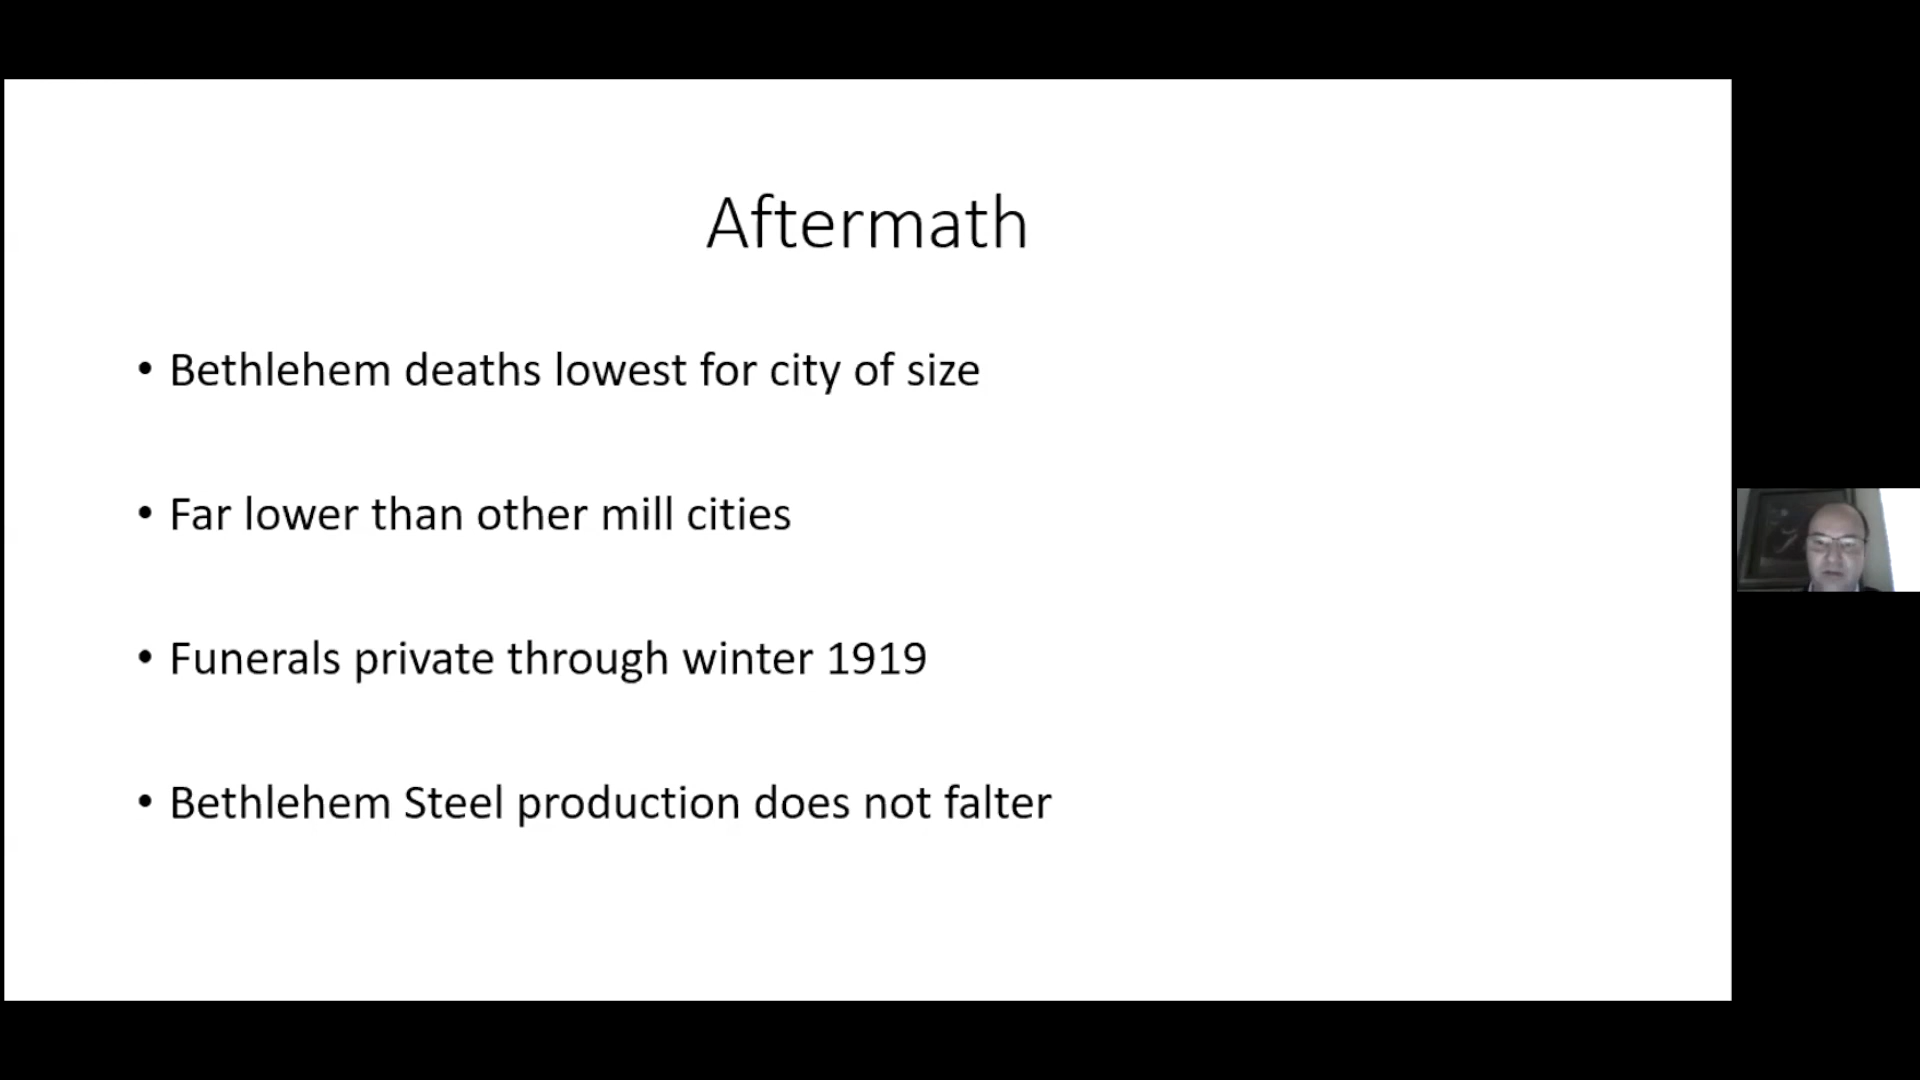 Aftermath
• Bethlehem deaths lowest for city of size
• Far lower than other mill cities
• Funerals private through winter 1919
• Bethlehem Steel production does not falter